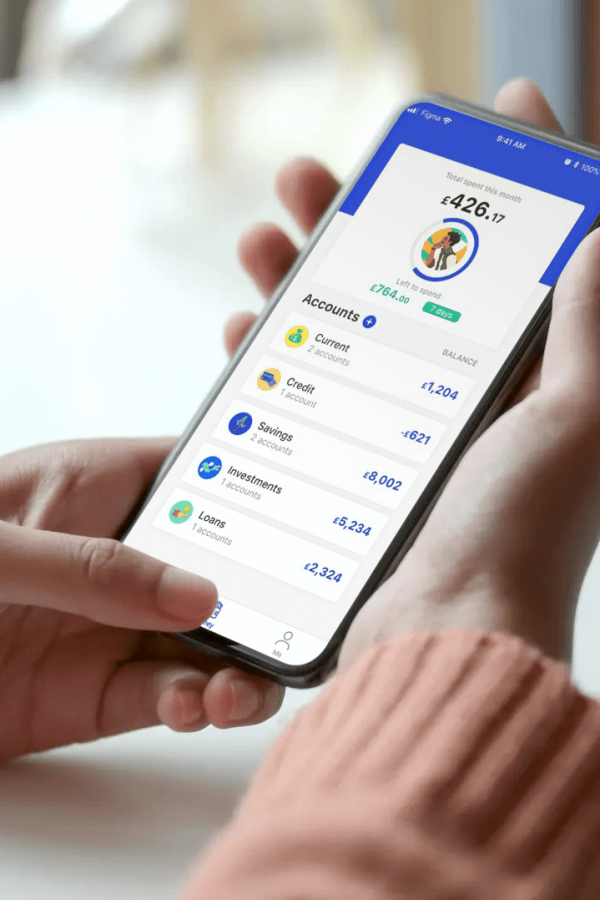 Figma
9:41 AM
100%
Total spent this month
£426.17
Left to spend
£764.00
7 days
Accounts +
BALANCE
Current
2 accounts
£1,204
Credit
1 account
-£621
Savings
2 accounts
£8,002
Investments
1 accounts
£5,234
Loans
1 accounts
£2,324
Me